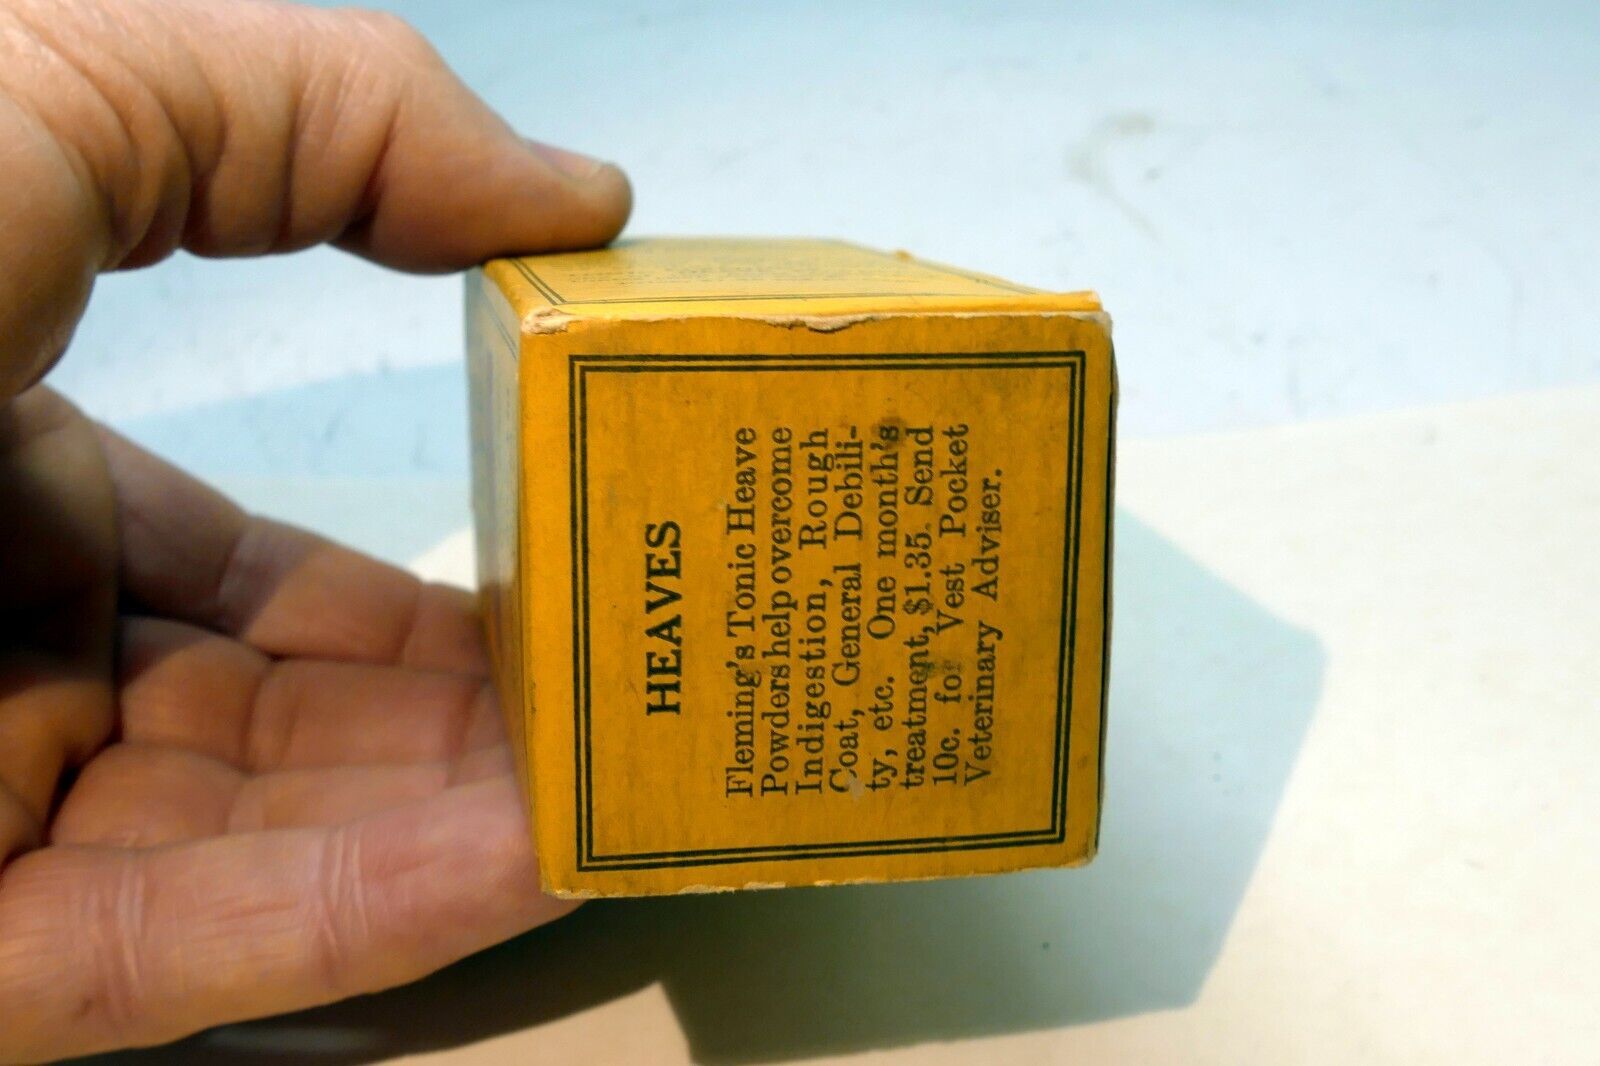 HEAVES
Fleming's Tonic Heave
Powders help overcome
Indigestion, Rough
Coat, General Debili-
ty, etc. One month's
treatment, $1.35. Send
10c. for Vest Pocket
Veterinary Adviser.